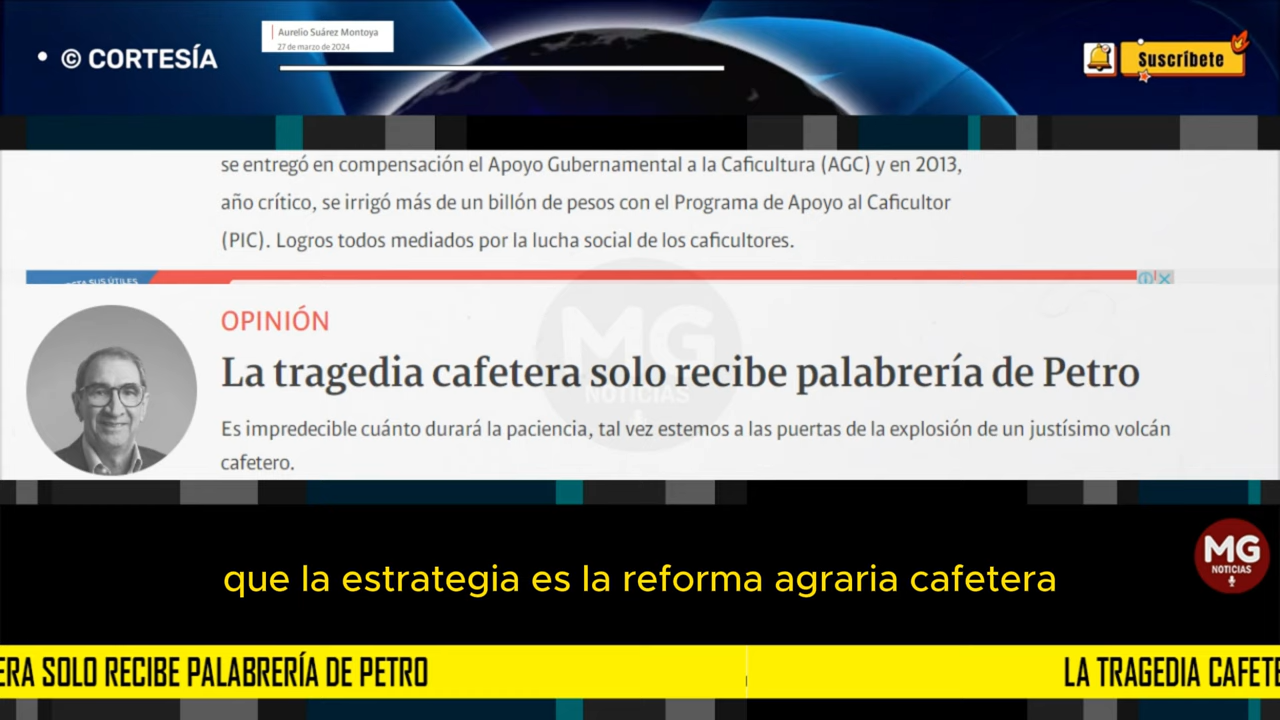 • © CORTESÍA
Aurelio Suárez Montoya
27 de marzo de 2024
Suscríbete
se entregó en compensación el Apoyo Gubernamental a la Caficultura (AGC) y en 2013,
año crítico, se irrigó más de un billón de pesos con el Programa de Apoyo al Caficultor
(PIC). Logros todos mediados por la lucha social de los caficultores.
OPINIÓN
La tragedia cafetera solo recibe palabrería de Petro
Es impredecible cuánto durará la paciencia, tal vez estemos a las puertas de la explosión de un justísimo volcán
cafetero.
MG
NOTICIAS
que la estrategia es la reforma agraria cafetera
MG
NOTICIAS
ERA SOLO RECIBE PALABRERÍA DE PETRO
LA TRAGEDIA CAFETE